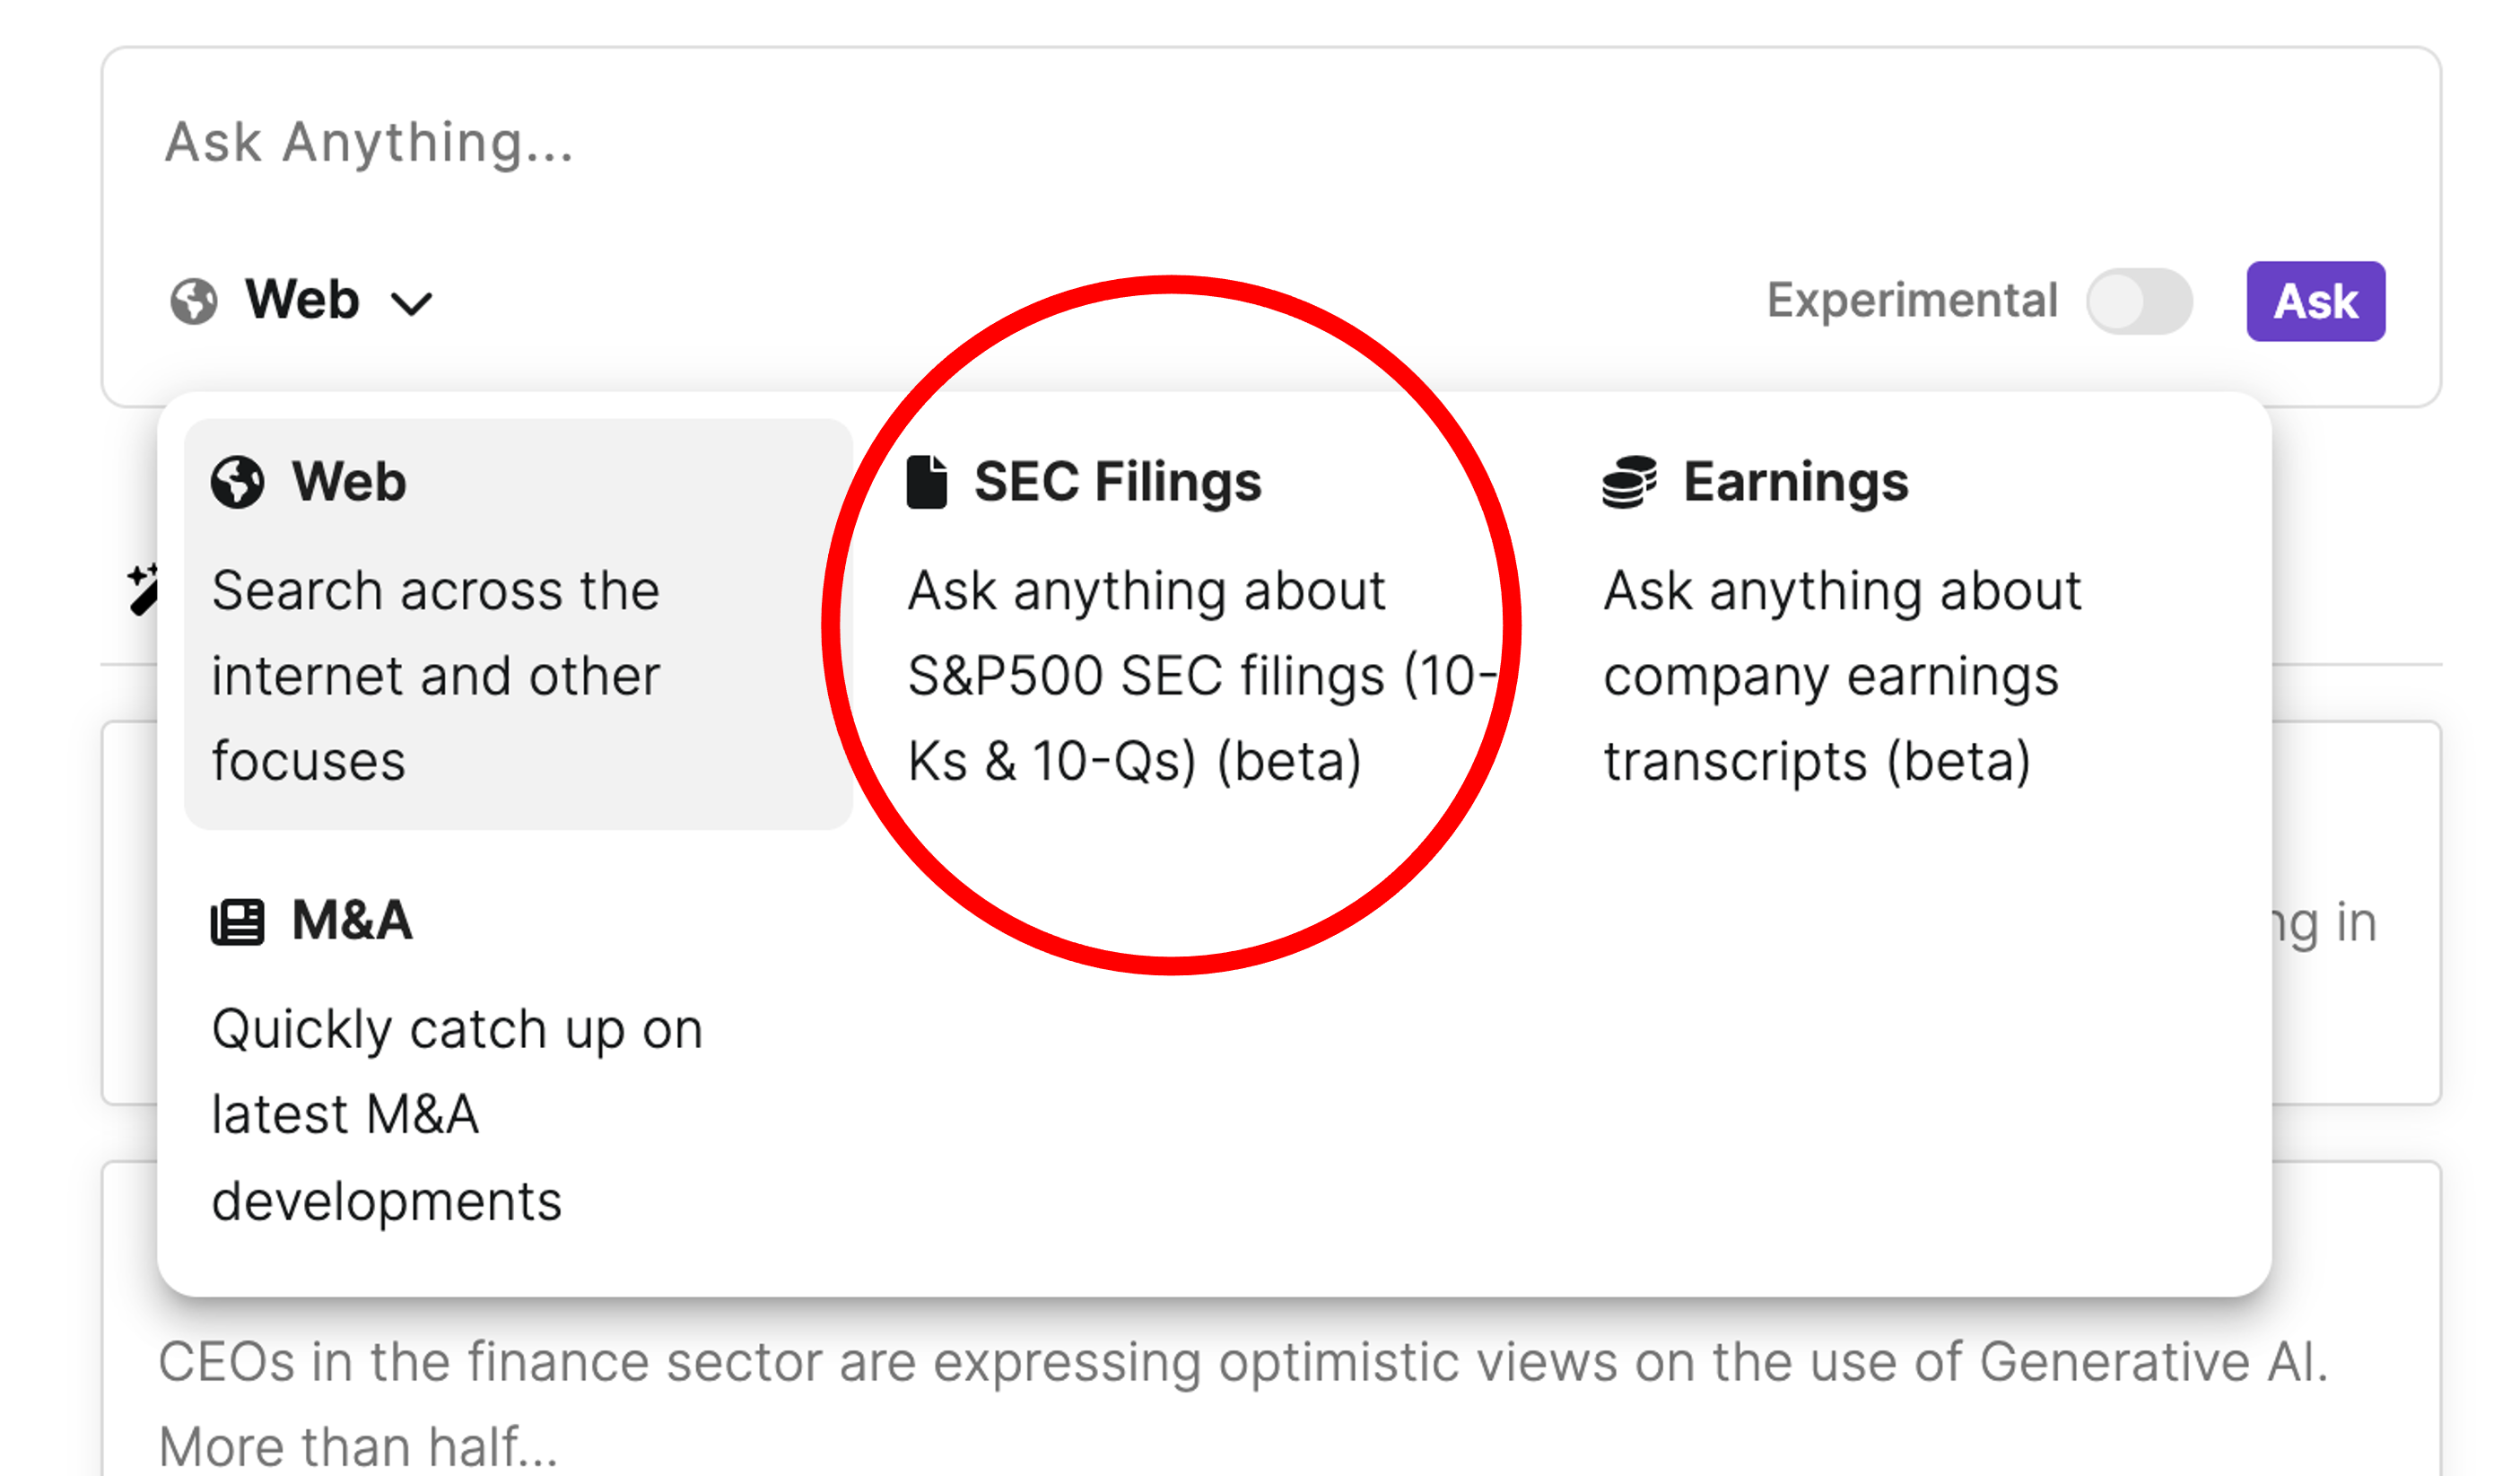 Ask Anything...
Web
Experimental
Ask
Web
Search across the
internet and other
focuses
SEC Filings
Ask anything about
S&P500 SEC filings (10-
Ks & 10-Qs) (beta)
Earnings
Ask anything about
company earnings
transcripts (beta)
M&A
Quickly catch up on
latest M&A
developments
in
CEOs in the finance sector are expressing optimistic views on the use of Generative AI.
More than half...